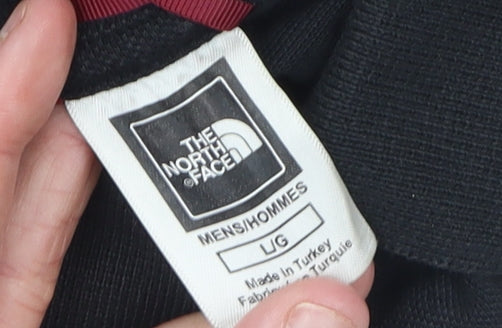 THE
NORTH
FACE
MENS/HOMMES
L/G
Made in Turkey
Turquie